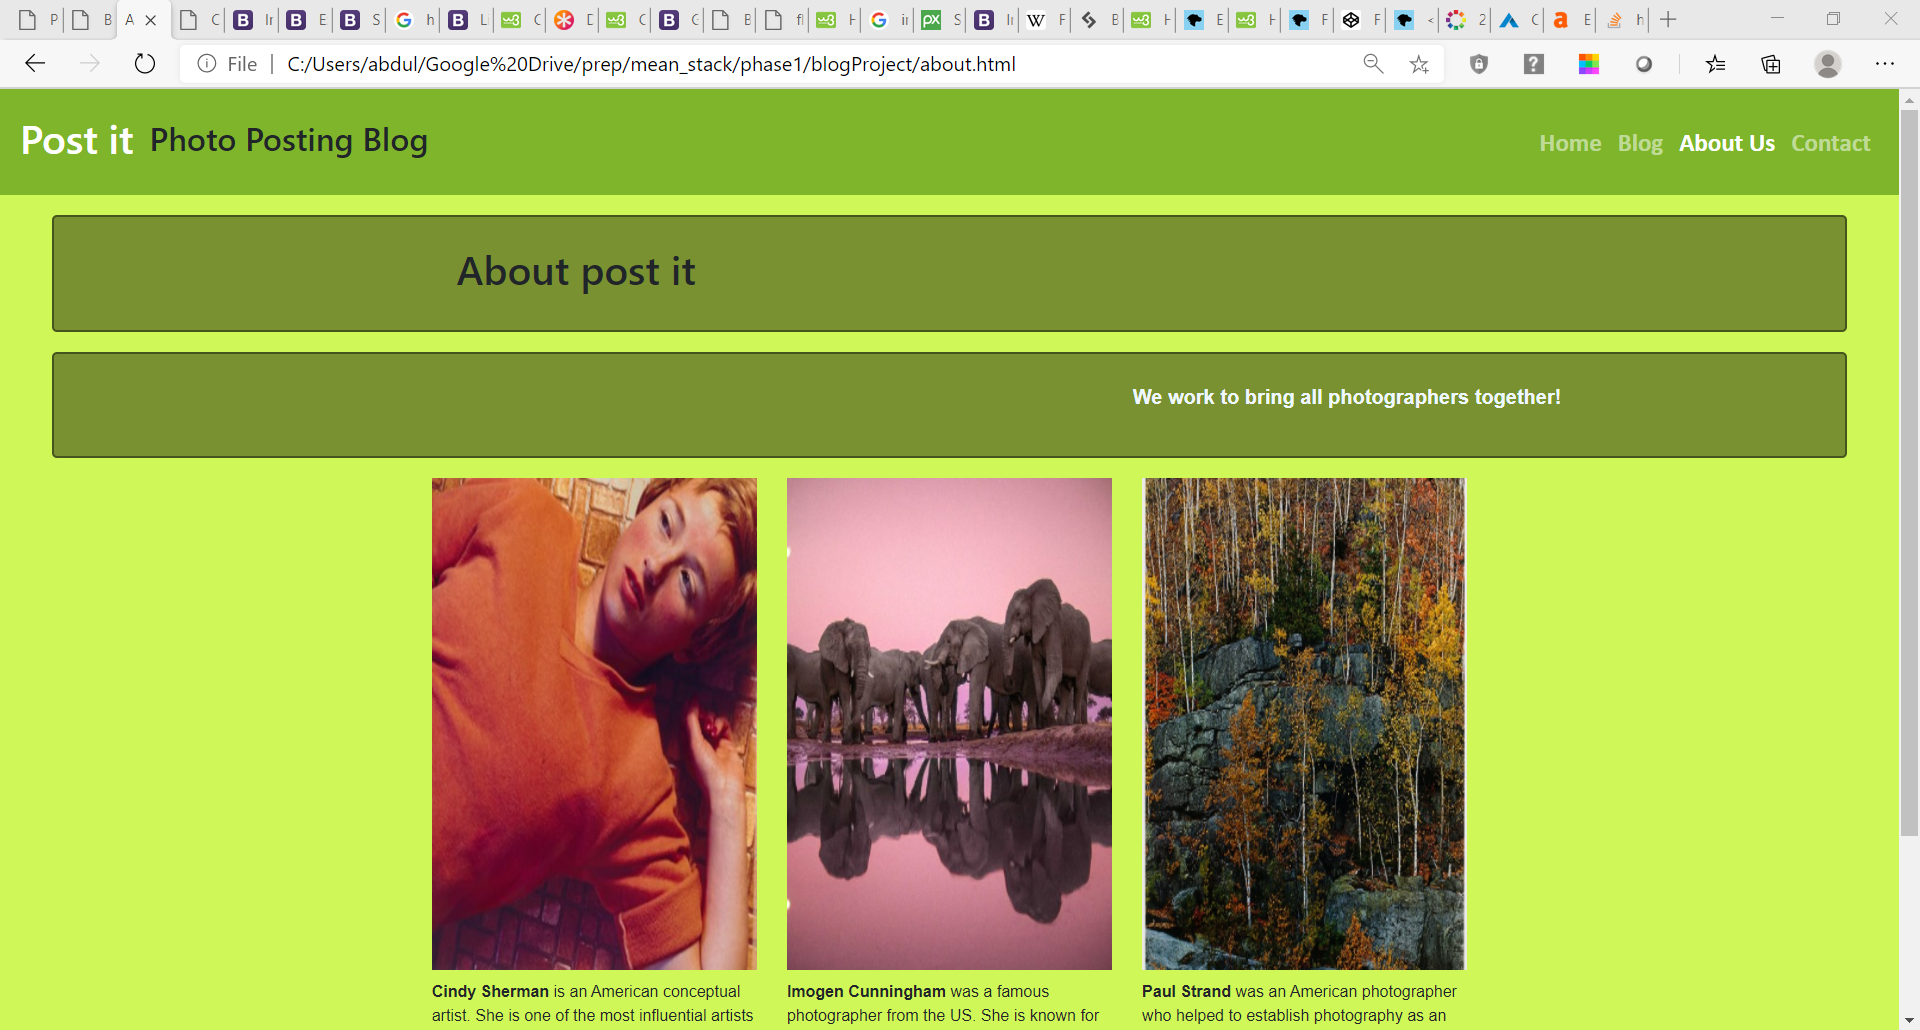 P
B
A
C
Ir
E
S
h
L
C
D
C
C
B
fl
H
ir
S
Ir
F
B
H
E
H
F
F
<
2
C
E
h
File
C:/Users/abdul/Google%20Drive/prep/mean_stack/phase1/blogProject/about.html
Post it Photo Posting Blog
Home Blog About Us Contact
About post it
We work to bring all photographers together!
Cindy Sherman is an American conceptual
artist. She is one of the most influential artists
Imogen Cunningham was a famous
photographer from the US. She is known for
Paul Strand was an American photographer
who helped to establish photography as an